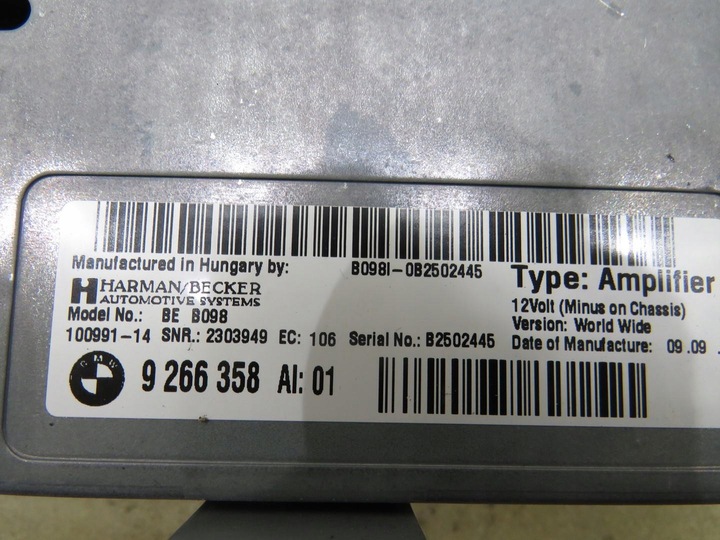 Manufactured in Hungary by: B098I-0B2502445
HARMAN/BECKER
AUTOMOTIVE SYSTEMS
Type: Amplifier
12Volt (Minus on Chassis)
Model No.: BE B098
Version: World Wide
100991-14 SNR.: 2303949 EC: 106 Serial No.: B2502445
Date of Manufacture: 09.09
BMW
9 266 358 AI: 01